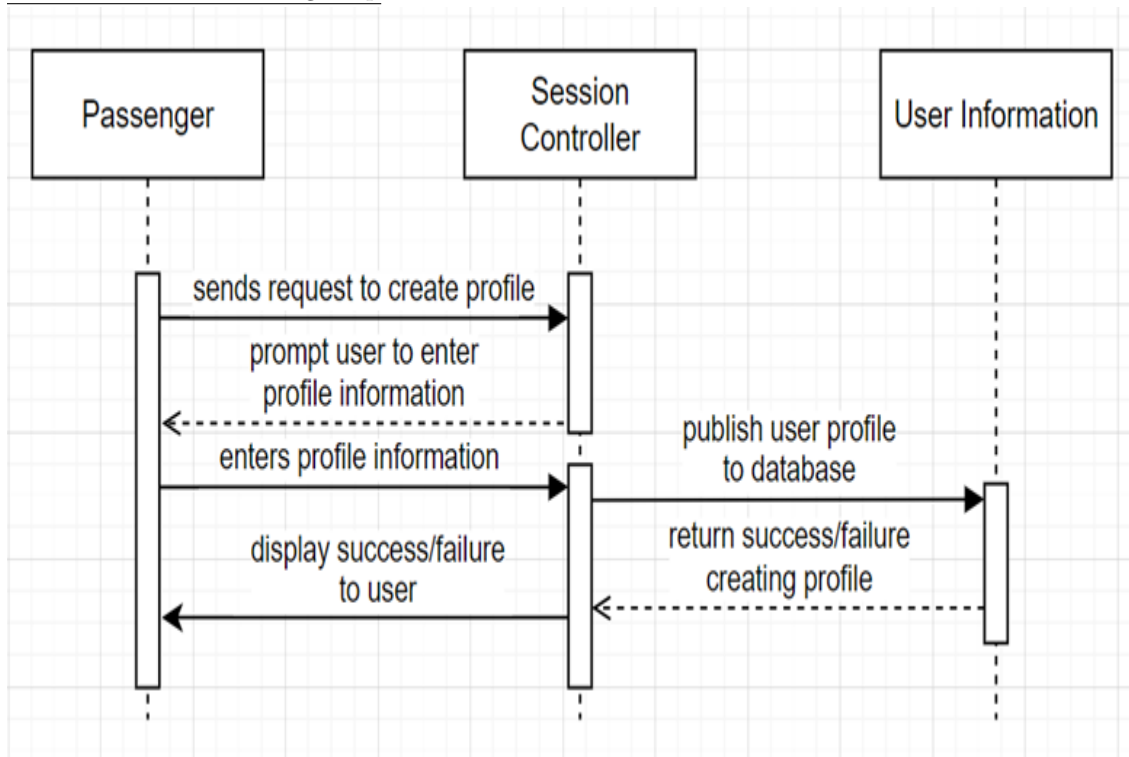 Passenger
Session
Controller
User Information
sends request to create profile
prompt user to enter
profile information
enters profile information
publish user profile
to database
return success/failure
creating profile
display success/failure
to user